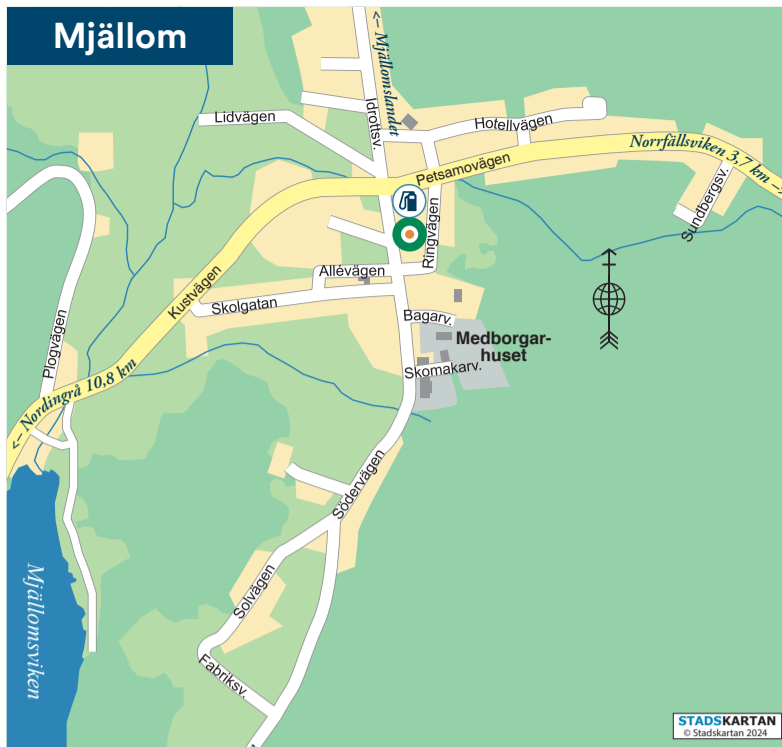 Mjällom
<– Mjällomslandet
Idrottsv.
Lidvägen
Hotellvägen
Norrfällsviken 3,7 km –>
Petsamovägen
Sundbergsv.
Ringvägen
Allévägen
Kustvägen
Skolgatan
Bagarv.
Medborgar-
huset
Plogvägen
Skomakarv.
<– Nordingrå 10,8 km
Södervägen
Solvägen
Mjällomsviken
Fabriksv.
STADSKARTAN
© Stadskartan 2024